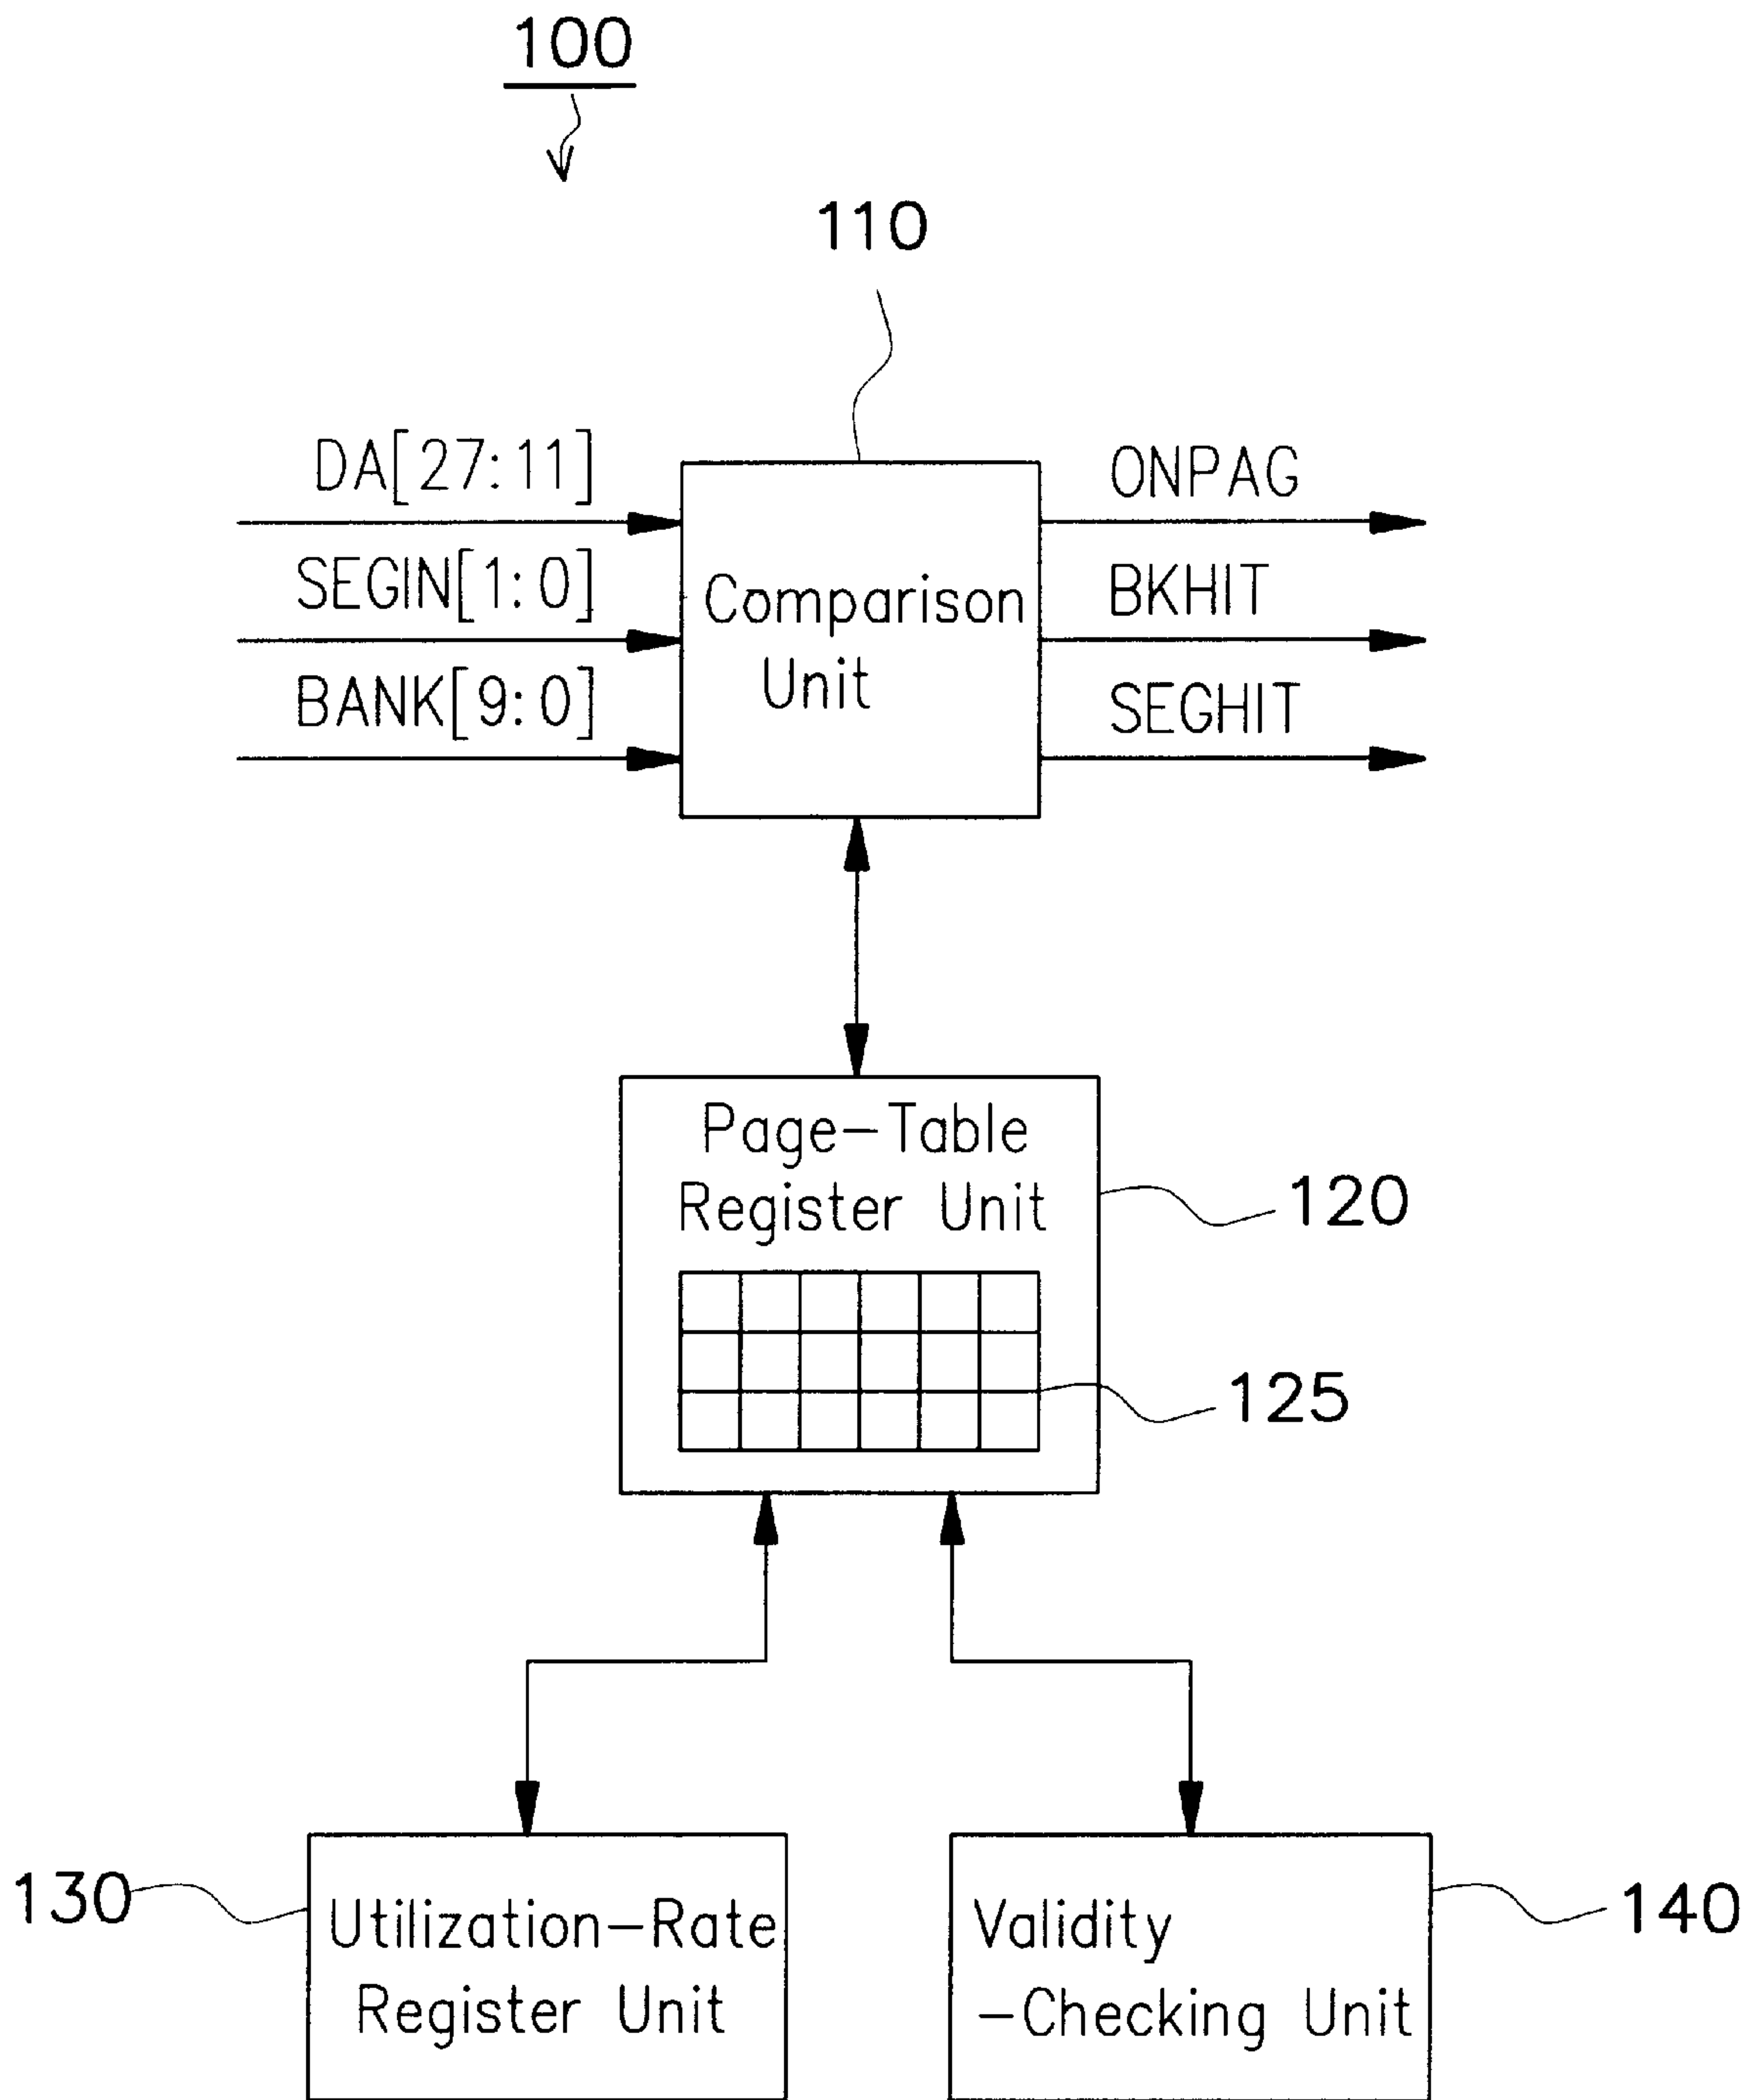 100
110
DA[27:11]
SEGIN[1:0]
BANK[9:0]
Comparison
Unit
ONPAG
BKHIT
SEGHIT
Page-Table
Register Unit
120
125
130
Utilization-Rate
Register Unit
Validity
-Checking Unit
140